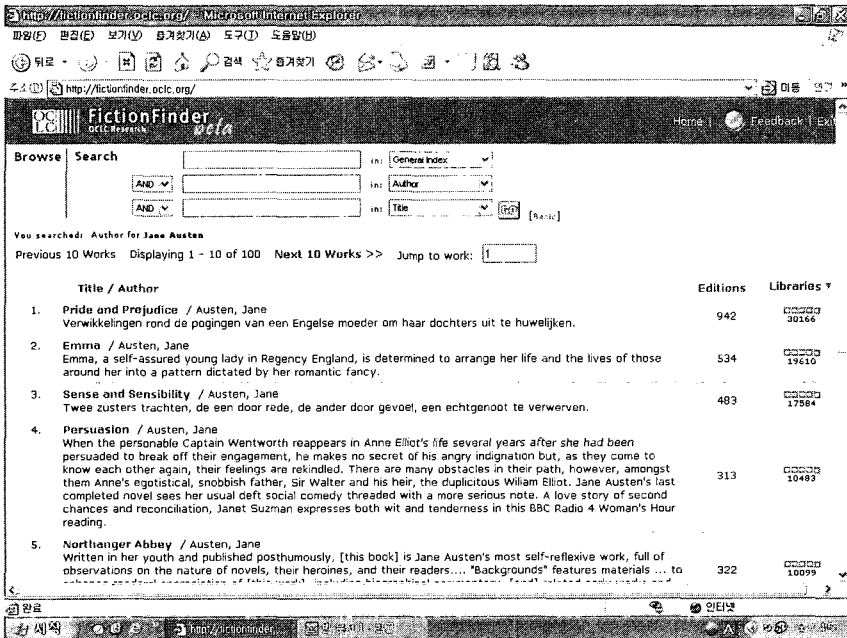 http://fictionfinder.oclc.org/ - Microsoft Internet Explorer
파일(F) 편집(E) 보기(V) 즐겨찾기(A) 도구(T) 도움말(H)
뒤로 검색 즐겨찾기
주소(D) http://fictionfinder.oclc.org/ 이동
OCLC FictionFinder
OCLC Research beta
Home | Feedback | Exit
Browse Search in: General Index
AND in: Author
AND in: Title Go [Basic]
You searched: Author for Jane Austen
Previous 10 Works Displaying 1 - 10 of 100 Next 10 Works >> Jump to work: 1
Title / Author Editions Libraries
1. Pride and Prejudice / Austen, Jane
Verwikkelingen rond de pogingen van een Engelse moeder om haar dochters uit te huwelijken. 942 30166
2. Emma / Austen, Jane
Emma, a self-assured young lady in Regency England, is determined to arrange her life and the lives of those 534 19610
around her into a pattern dictated by her romantic fancy.
3. Sense and Sensibility / Austen, Jane
Twee zusters trachten, de een door rede, de ander door gevoel, een echtgenoot te verwerven. 483 17584
4. Persuasion / Austen, Jane
When the personable Captain Wentworth reappears in Anne Elliot's life several years after she had been
persuaded to break off their engagement, he makes no secret of his angry indignation but, as they come to
know each other again, their feelings are rekindled. There are many obstacles in their path, however, amongst
them Anne's egotistical, snobbish father, Sir Walter and his heir, the duplicitous Wiliam Elliot. Jane Austen's last 313 10483
completed novel sees her usual deft social comedy threaded with a more serious note. A love story of second
chances and reconciliation, Janet Suzman expresses both wit and tenderness in this BBC Radio 4 Woman's Hour
reading.
5. Northanger Abbey / Austen, Jane
Written in her youth and published posthumously, [this book] is Jane Austen's most self-reflexive work, full of
observations on the nature of novels, their heroines, and their readers.... "Backgrounds" features materials ... to 322 10099
완료 인터넷
시작 http://fictionfinder....